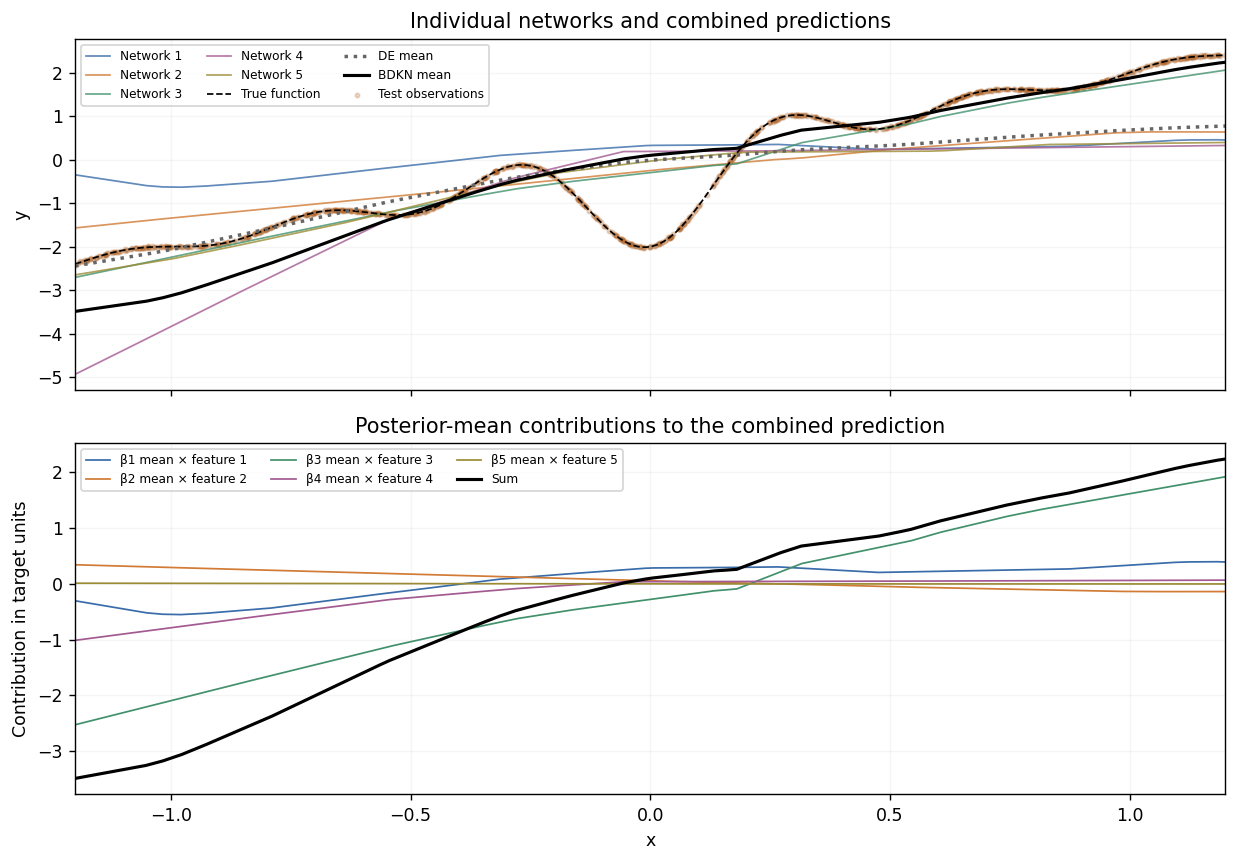 Individual networks and combined predictions
Network 1
Network 2
Network 3
Network 4
Network 5
True function
DE mean
BDKN mean
Test observations
y
2
1
0
−1
−2
−3
−4
−5
Posterior-mean contributions to the combined prediction
β1 mean × feature 1
β2 mean × feature 2
β3 mean × feature 3
β4 mean × feature 4
β5 mean × feature 5
Sum
Contribution in target units
2
1
0
−1
−2
−3
−1.0
−0.5
0.0
0.5
1.0
x